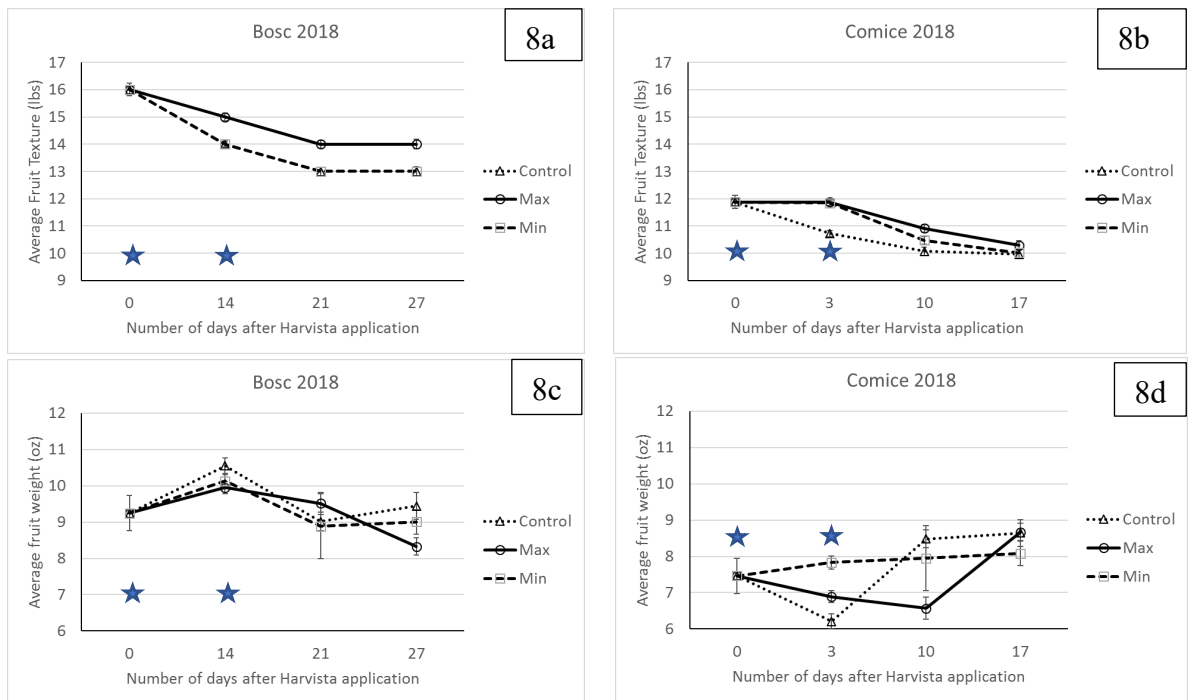 Bosc 2018
8a
Average Fruit Texture (lbs)
17
16
15
14
13
12
11
10
9
0 14 21 27
Number of days after Harvista application
Control
Max
Min
Comice 2018
8b
Average Fruit Texture (lbs)
17
16
15
14
13
12
11
10
9
0 3 10 17
Number of days after Harvista application
Control
Max
Min
Bosc 2018
8c
Average fruit weight (oz)
12
11
10
9
8
7
6
0 14 21 27
Number of days after Harvista application
Control
Max
Min
Comice 2018
8d
Average fruit weight (oz)
12
11
10
9
8
7
6
0 3 10 17
Number of days after Harvista application
Control
Max
Min